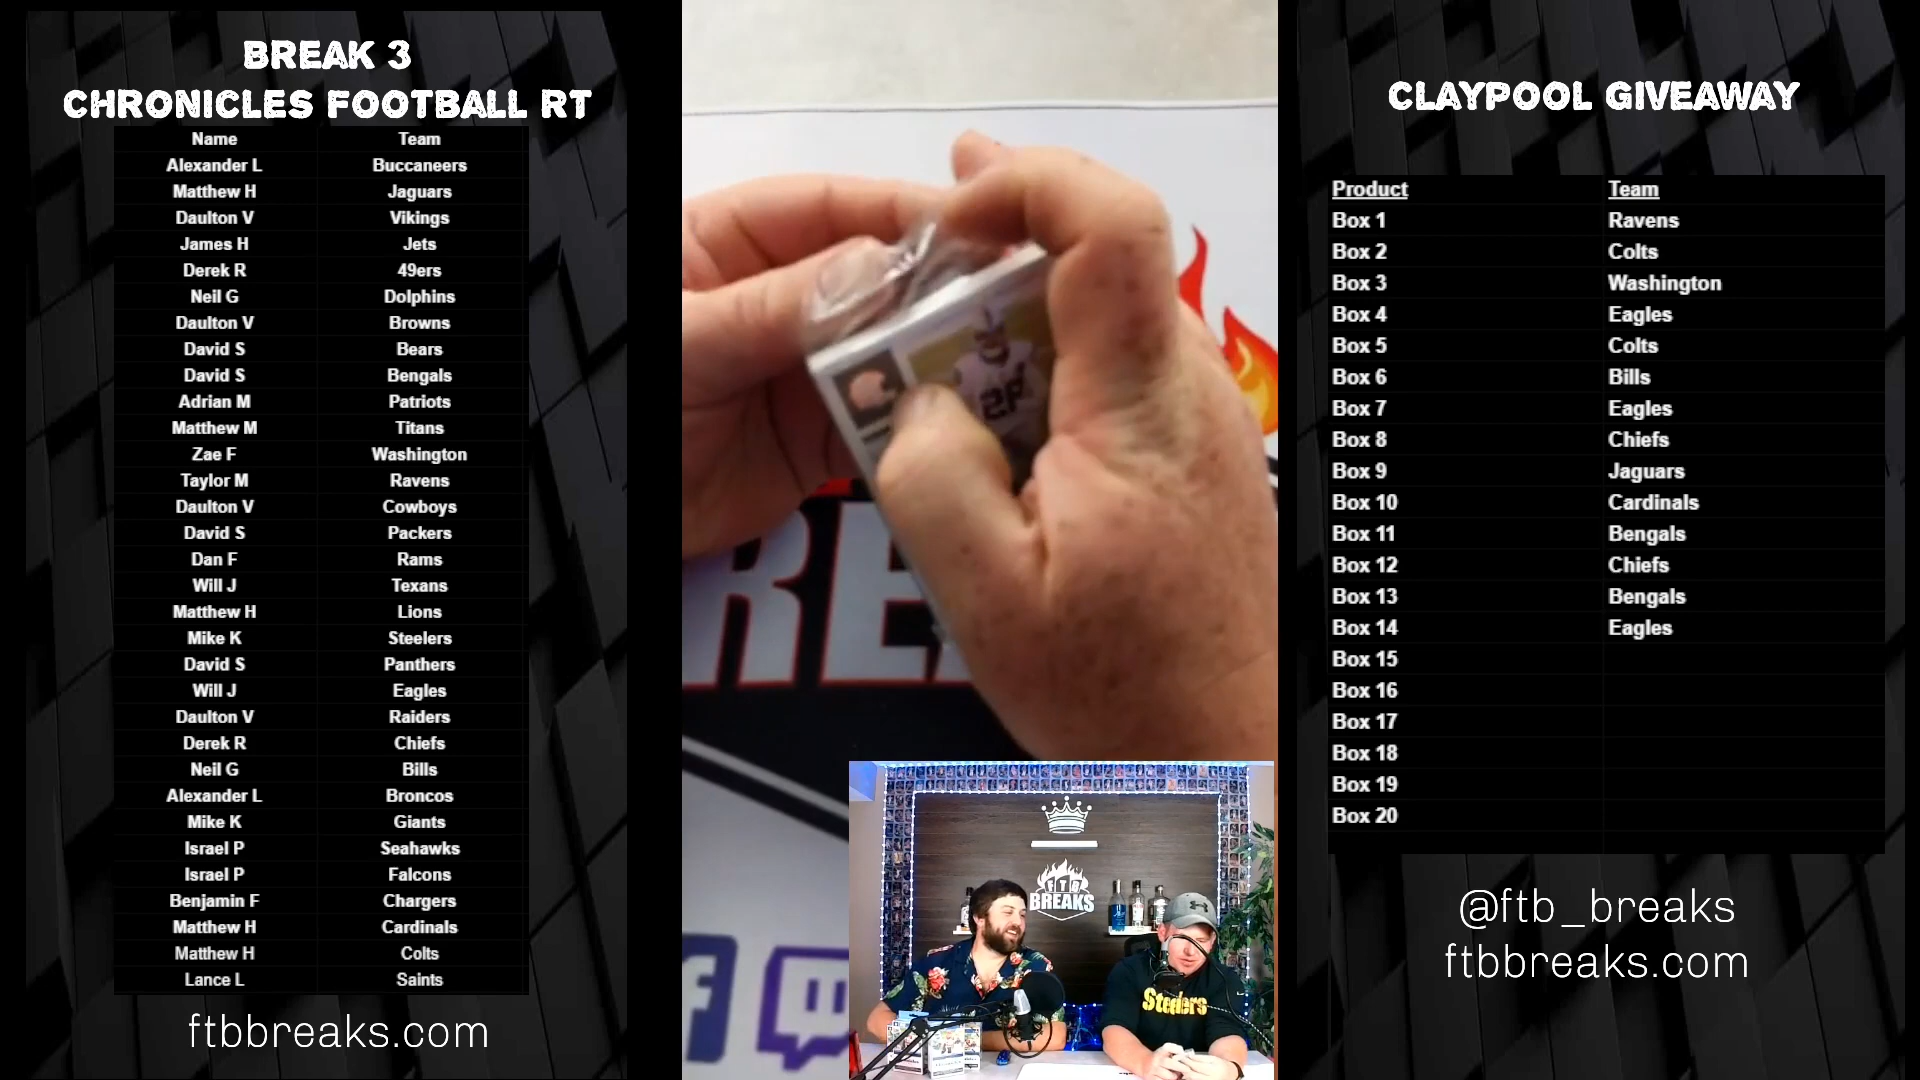 BREAK 3
CHRONICLES FOOTBALL RT
Name Team
Alexander L Buccaneers
Matthew H Jaguars
Daulton V Vikings
James H Jets
Derek R 49ers
Neil G Dolphins
Daulton V Browns
David S Bears
David S Bengals
Adrian M Patriots
Matthew M Titans
Zae F Washington
Taylor M Ravens
Daulton V Cowboys
David S Packers
Dan F Rams
Will J Texans
Matthew H Lions
Mike K Steelers
David S Panthers
Will J Eagles
Daulton V Raiders
Derek R Chiefs
Neil G Bills
Alexander L Broncos
Mike K Giants
Israel P Seahawks
Israel P Falcons
Benjamin F Chargers
Matthew H Cardinals
Matthew H Colts
Lance L Saints
ftbbreaks.com
FTB
BREAKS
Steelers
CLAYPOOL GIVEAWAY
Product Team
Box 1 Ravens
Box 2 Colts
Box 3 Washington
Box 4 Eagles
Box 5 Colts
Box 6 Bills
Box 7 Eagles
Box 8 Chiefs
Box 9 Jaguars
Box 10 Cardinals
Box 11 Bengals
Box 12 Chiefs
Box 13 Bengals
Box 14 Eagles
Box 15
Box 16
Box 17
Box 18
Box 19
Box 20
@ftb_breaks
ftbbreaks.com